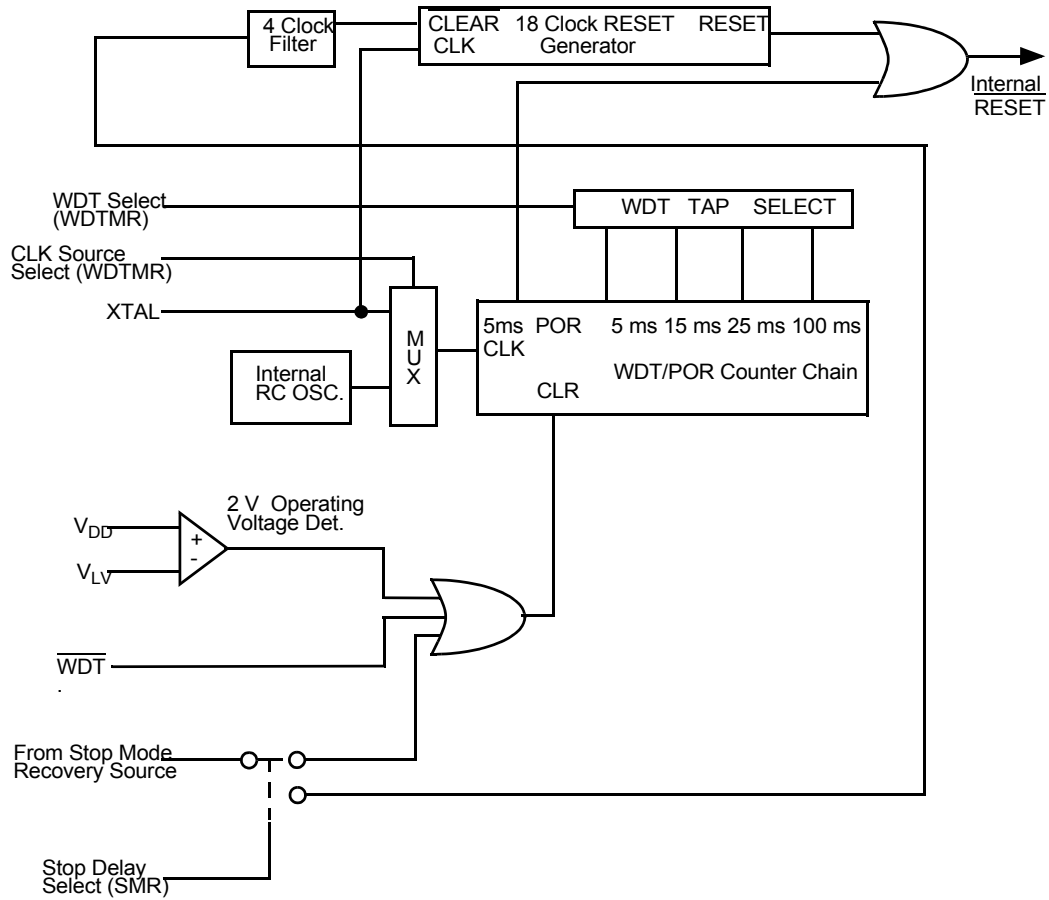 4 Clock
Filter
CLEAR 18 Clock RESET RESET
CLK Generator
Internal
RESET
WDT Select
(WDTMR)
WDT TAP SELECT
CLK Source
Select (WDTMR)
XTAL
M
U
X
5ms POR 5 ms 15 ms 25 ms 100 ms
CLK
WDT/POR Counter Chain
CLR
Internal
RC OSC.
2 V Operating
Voltage Det.
VDD
+
-
VLV
WDT
.
From Stop Mode
Recovery Source
Stop Delay
Select (SMR)